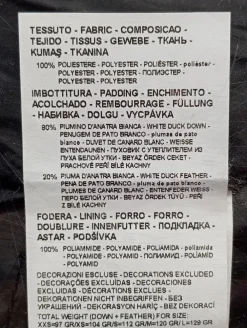 TESSUTO - FABRIC - COMPOSICAO -
TEJIDO - TISSUS - GEWEBE - ТКАНЬ -
KUMAŞ - TKANINA
100% POLIESTERE - POLYESTER - POLIÉSTER - poliéster -
POLYESTER - POLYESTER - ПОЛИЭСТЕР -
POLYESTER - POLYESTER
IMBOTTITURA - PADDING - ENCHIMENTO -
ACOLCHADO - REMBOURRAGE - FÜLLUNG
- НАБИВКА - DOLGU - VYCPÁVKA
80% PIUMINO D'ANATRA BIANCA - WHITE DUCK DOWN -
PENUGEM DE PATO BRANCO - plumas de pato
blanco - DUVET DE CANARD BLANC - WEISSE
ENTENDAUNEN - ПУХОВИК С УТЕПЛИТЕЛЕМ ИЗ
ПУХА БЕЛОЙ УТКИ - BEYAZ ÖRDEK CEKET -
PRACHOVÉ PEŘÍ BÍLÉ KACHNY
20% PIUMA D'ANATRA BIANCA - WHITE DUCK FEATHER -
PENA DE PATO BRANCO - pluma de pato blanco -
PLUMES DE CANARD BLANC - ENTENFEDER WEIẞ
ПЕРО БЕЛОЙ УТКИ - BEYAZ ÖRDEK TÜYÜ - PEŘÍ
Z BÍLÉ KACHNY
FODERA - LINING - FORRO - FORRO -
DOUBLURE - INNENFUTTER - ПОДКЛАДКА -
ASTAR - PODŠÍVKA
100% POLIAMMIDE - POLYAMIDE - POLIAMIDA - poliamida
- POLYAMIDE - POLYAMID - ПОЛИАМИД -
POLYAMID
DECORAZIONI ESCLUSE - DECORATIONS EXCLUDED
- DECORAÇÕES EXCLUÍDAS - DECORACIONES
EXCLUIDAS - DÉCORATIONS EXCLUES -
DEKORATIONEN NICHT INBEGRIFFEN - БЕЗ
УКРАШЕНИЙ - DEKORASYON HARİÇ - BEZ DEKORACÍ
TOTAL WEIGHT (DOWN + FEATHER) FOR SIZE:
XXS=97 GR/XS=104 GR/S=112 GR/M=120 GR/L=129 GR